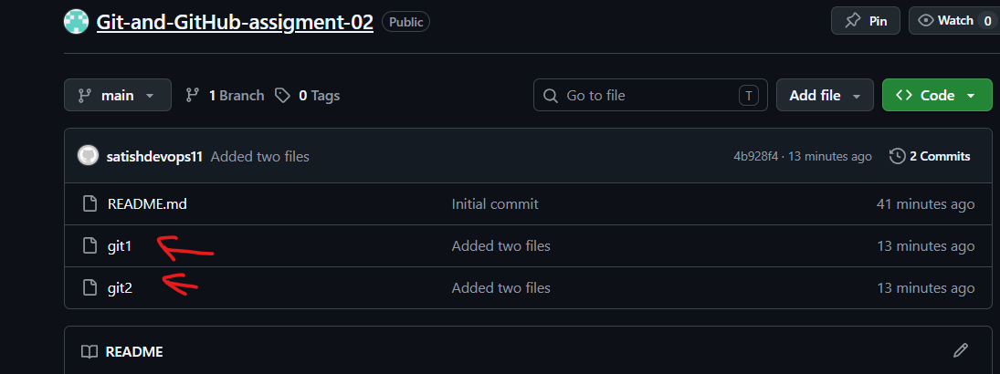 Git-and-GitHub-assigment-02 Public Pin Watch 0
main 1 Branch 0 Tags Go to file T Add file Code
satishdevops11 Added two files 4b928f4 · 13 minutes ago 2 Commits
README.md Initial commit 41 minutes ago
git1 Added two files 13 minutes ago
git2 Added two files 13 minutes ago
README